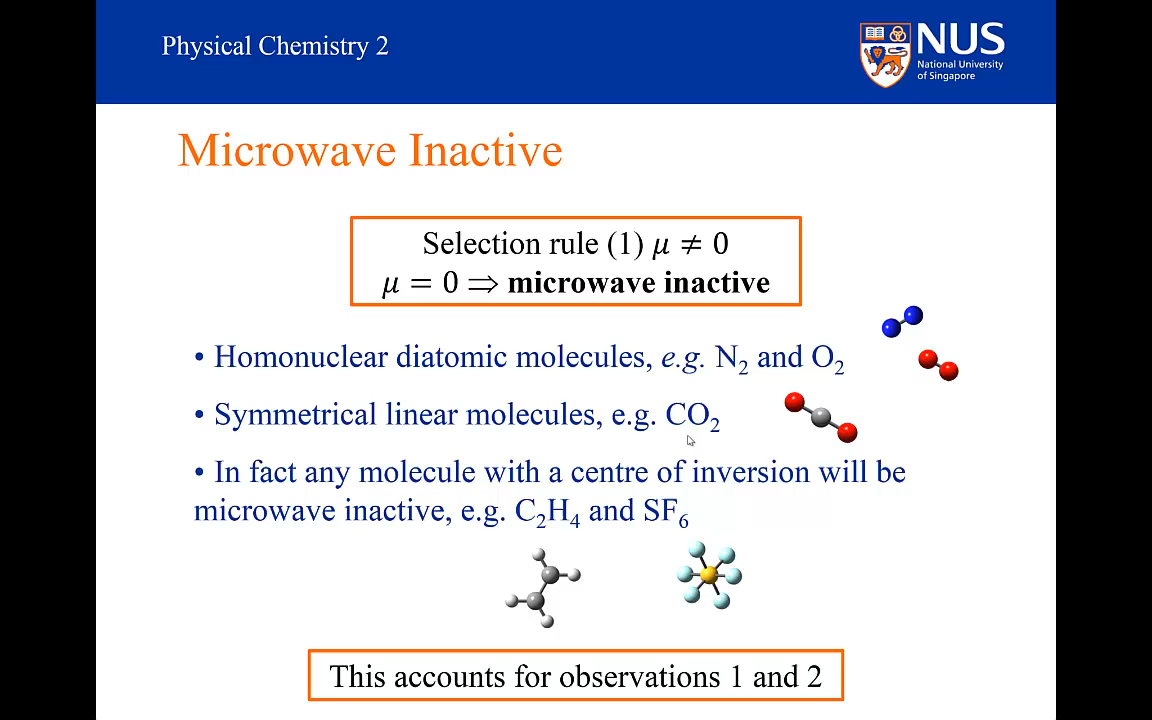 Physical Chemistry 2
NUS
National University
of Singapore
Microwave Inactive
Selection rule (1) 𝜇 ≠ 0
𝜇 = 0 ⟹ microwave inactive
• Homonuclear diatomic molecules, e.g. N₂ and O₂
• Symmetrical linear molecules, e.g. CO₂
• In fact any molecule with a centre of inversion will be
microwave inactive, e.g. C₂H₄ and SF₆
This accounts for observations 1 and 2